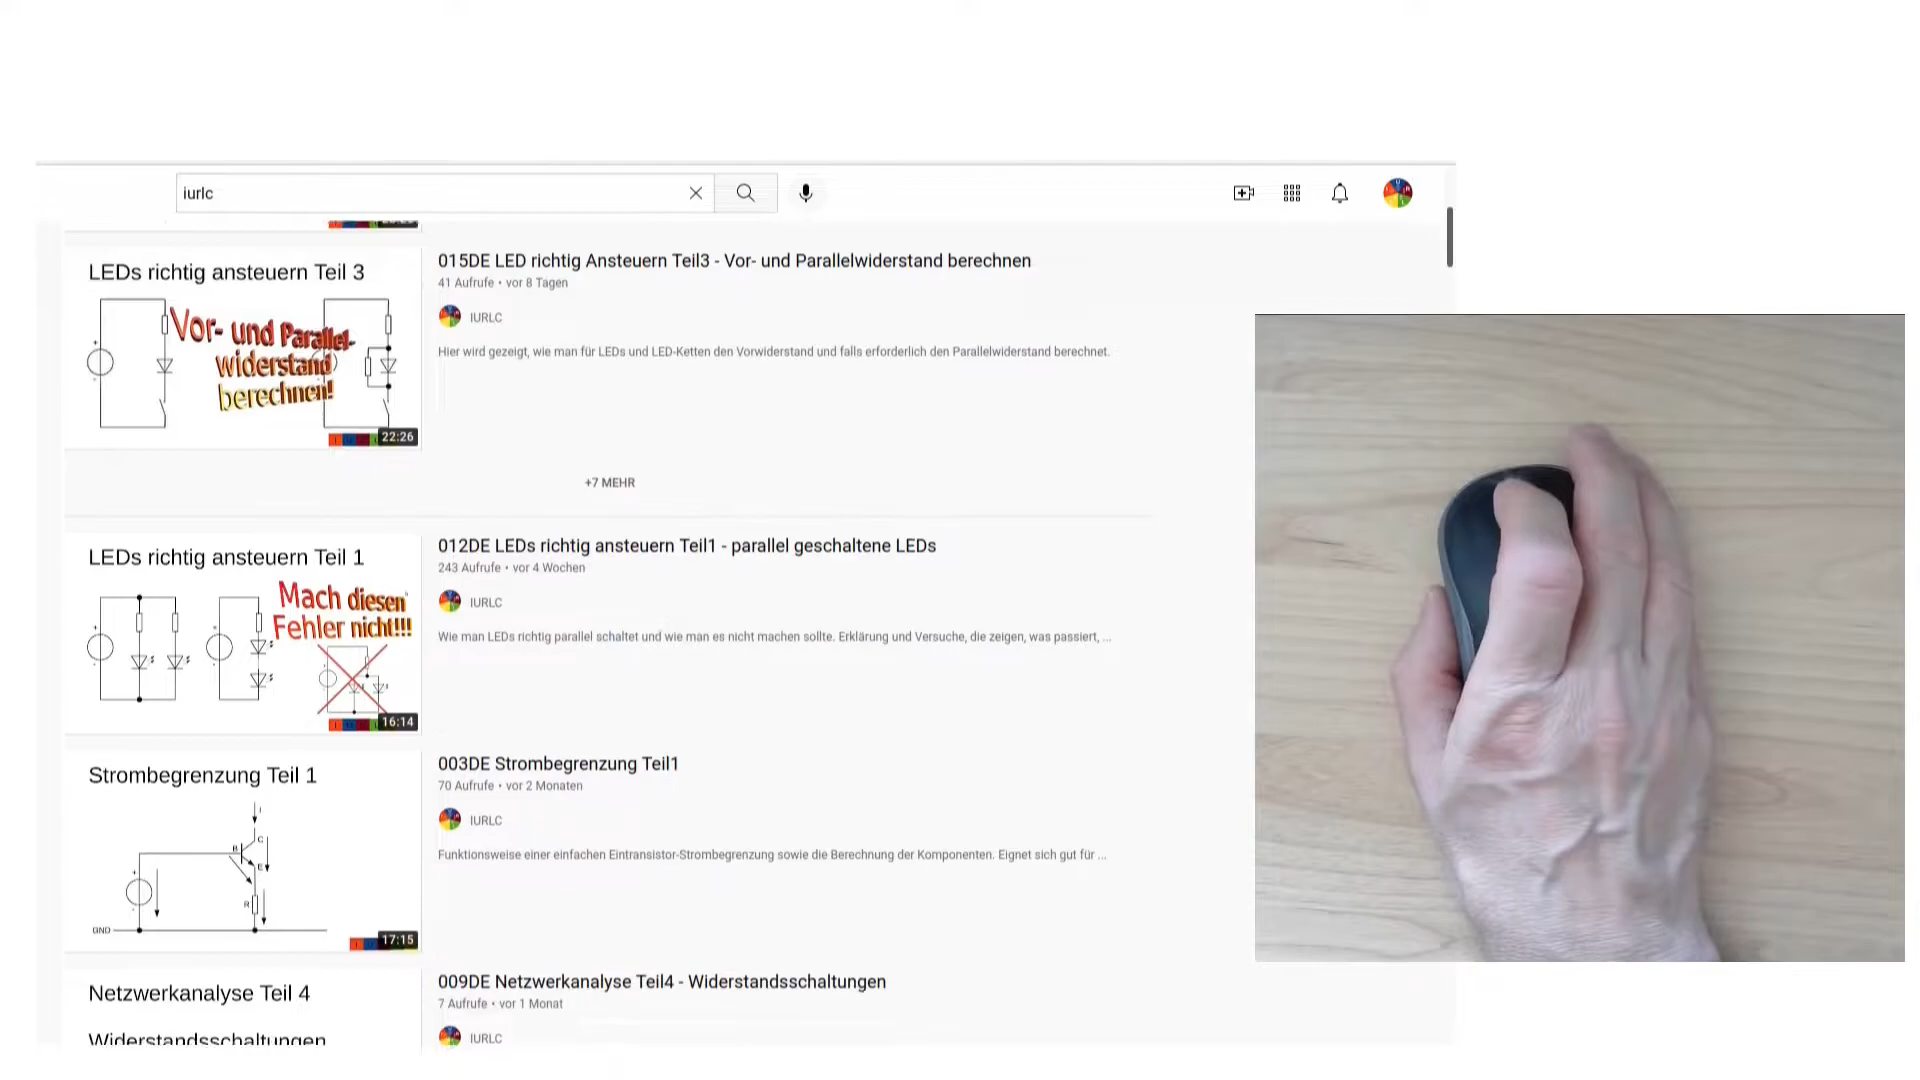 iurlc
LEDs richtig ansteuern Teil 3
Vor- und Parallel-
widerstand
berechnen!
22:26
015DE LED richtig Ansteuern Teil3 - Vor- und Parallelwiderstand berechnen
41 Aufrufe • vor 8 Tagen
IURLC
Hier wird gezeigt, wie man für LEDs und LED-Ketten den Vorwiderstand und falls erforderlich den Parallelwiderstand berechnet.
+7 MEHR
LEDs richtig ansteuern Teil 1
Mach diesen
Fehler nicht!!!
16:14
012DE LEDs richtig ansteuern Teil1 - parallel geschaltene LEDs
243 Aufrufe • vor 4 Wochen
IURLC
Wie man LEDs richtig parallel schaltet und wie man es nicht machen sollte. Erklärung und Versuche, die zeigen, was passiert, ...
Strombegrenzung Teil 1
I
B
C
E
R
GND
17:15
003DE Strombegrenzung Teil1
70 Aufrufe • vor 2 Monaten
IURLC
Funktionsweise einer einfachen Eintransistor-Strombegrenzung sowie die Berechnung der Komponenten. Eignet sich gut für ...
Netzwerkanalyse Teil 4
Widerstandsschaltungen
009DE Netzwerkanalyse Teil4 - Widerstandsschaltungen
7 Aufrufe • vor 1 Monat
IURLC